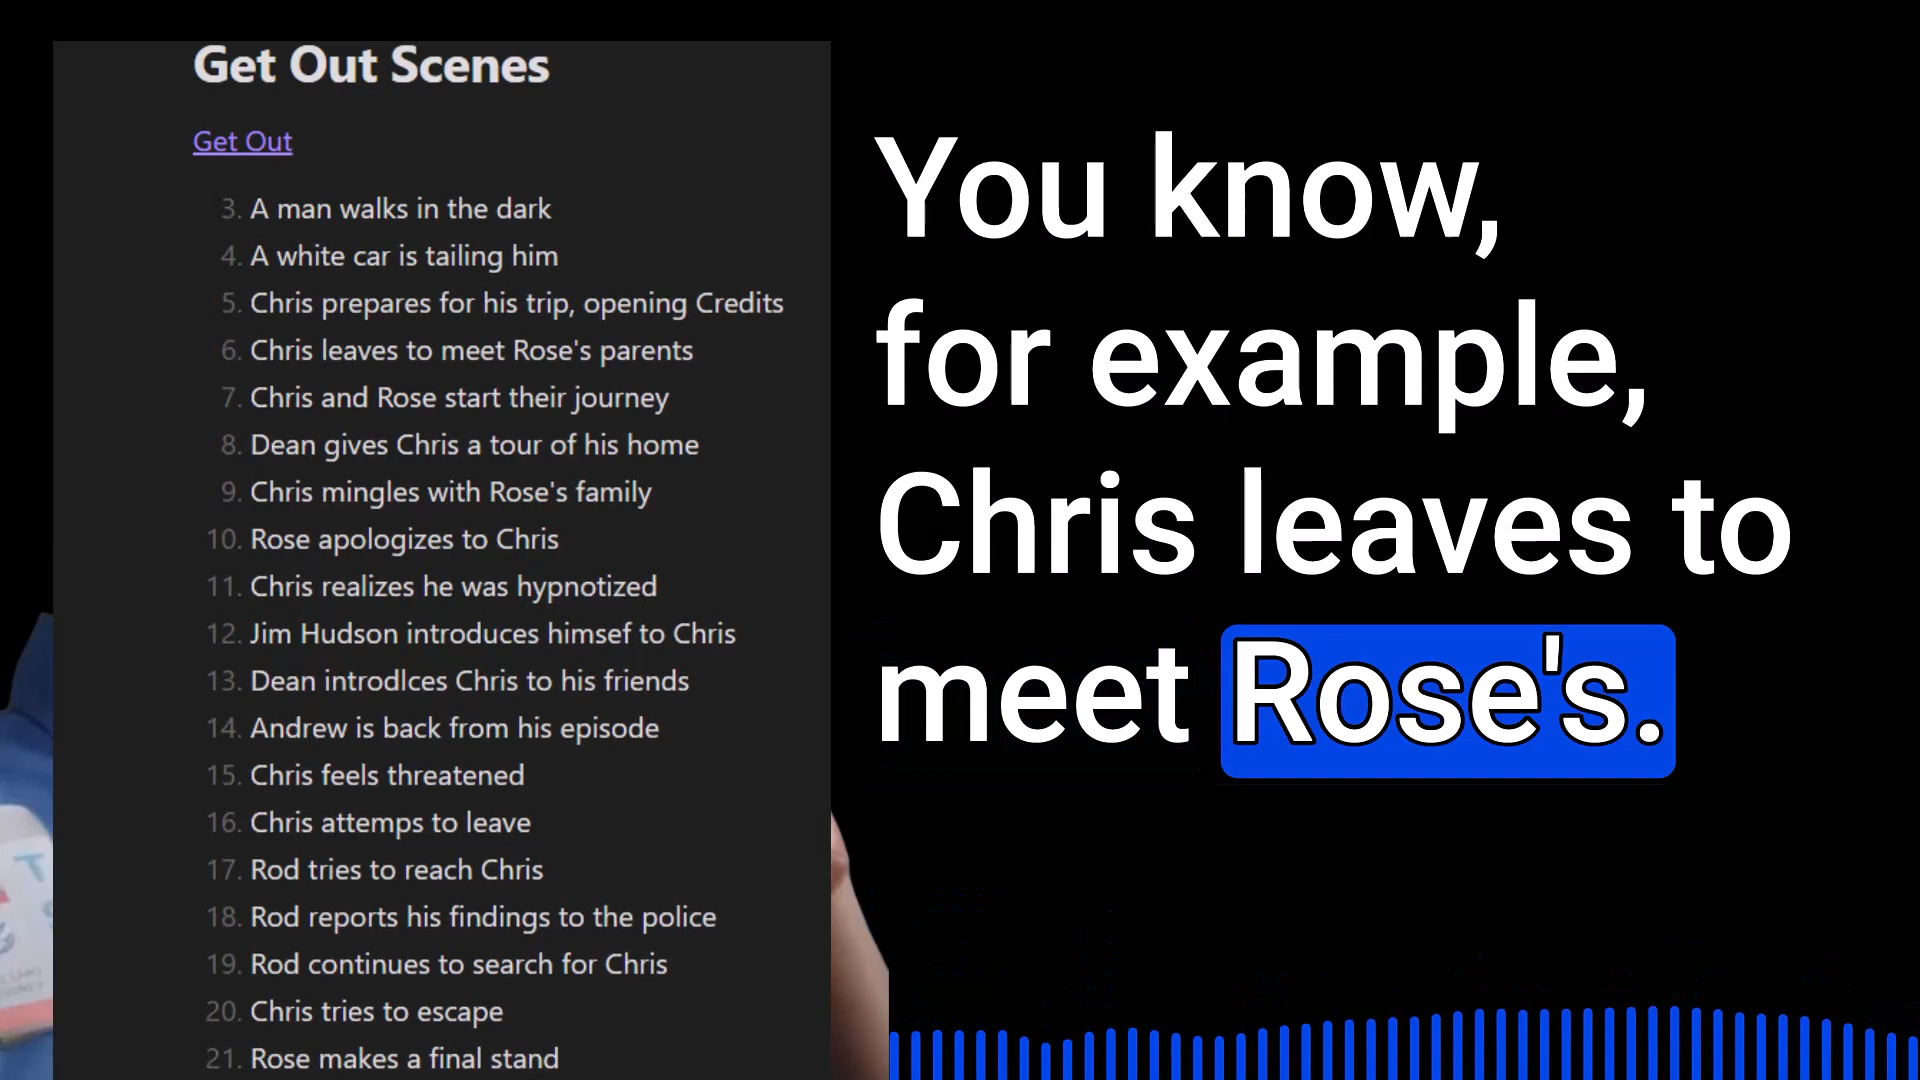 Get Out Scenes
Get Out
3. A man walks in the dark
4. A white car is tailing him
5. Chris prepares for his trip, opening Credits
6. Chris leaves to meet Rose's parents
7. Chris and Rose start their journey
8. Dean gives Chris a tour of his home
9. Chris mingles with Rose's family
10. Rose apologizes to Chris
11. Chris realizes he was hypnotized
12. Jim Hudson introduces himsef to Chris
13. Dean introdlces Chris to his friends
14. Andrew is back from his episode
15. Chris feels threatened
16. Chris attemps to leave
17. Rod tries to reach Chris
18. Rod reports his findings to the police
19. Rod continues to search for Chris
20. Chris tries to escape
21. Rose makes a final stand
You know,
for example,
Chris leaves to
meet Rose's.